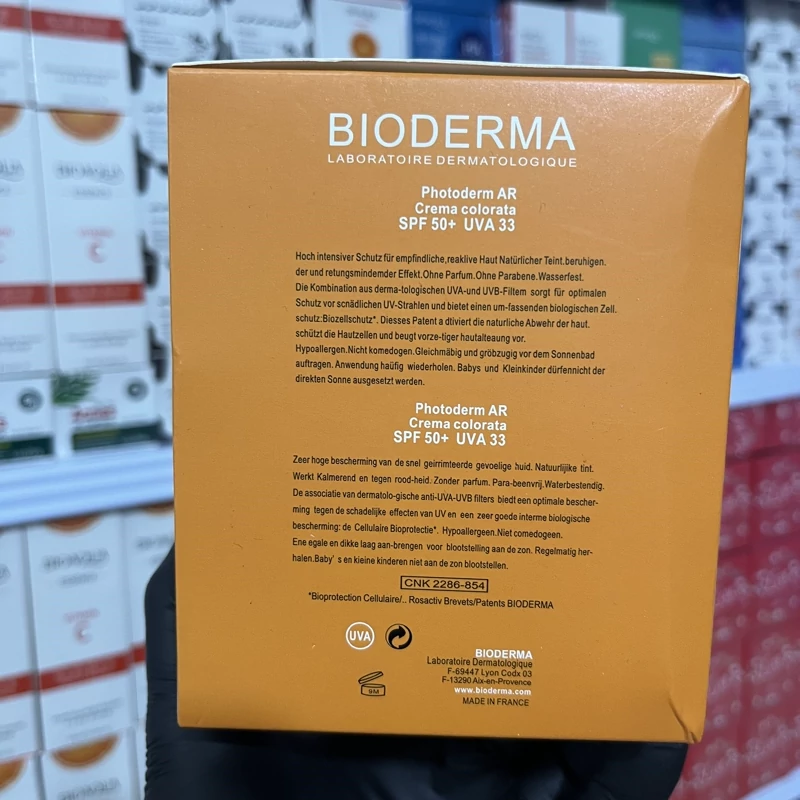 BIODERMA
LABORATOIRE DERMATOLOGIQUE
Photoderm AR
Crema colorata
SPF 50+ UVA 33
Hoch intensiver Schutz für empfindliche,reaklive Haut Natürlicher Teint.beruhigen.
der und retungsmindemder Effekt.Ohne Parfum.Ohne Parabene.Wasserfest.
Die Kombination aus derma-tologischen UVA-und UVB-Filtem sorgt für optimalen
Schutz vor scnädlichen UV-Strahlen und bietet einen um-fassenden biologischen Zell.
schutz:Biozellschutz*. Diesses Patent a dtiviert die naturliche Abwehr der haut.
schützt die Hautzellen und beugt vorze-tiger hautalteauung vor.
Hypoallergen.Nicht komedogen.Gleichmäbig und gröbzugig vor dem Sonnenbad
auftragen. Anwendung haüfig wiederholen. Babys und Kleinkinder dürfennicht der
direkten Sonne ausgesetzt werden.
Photoderm AR
Crema colorata
SPF 50+ UVA 33
Zeer hoge bescherming van de snel geirrimteerde gevoelige huid. Natuurlijike tint.
Werkt Kalmerend en tegen rood-heid. Zonder parfum. Para-beenvrij.Waterbestendig.
De associatie van dermatolo-gische anti-UVA-UVB filters biedt een optimale bescher-
ming tegen de schadelijke effecten van UV en een zeer goede interme biologische
bescherming: de Cellulaire Bioprotectie*. Hypoallergeen.Niet comedogeen.
Ene egale en dikke laag aan-brengen voor blootstelling aan de zon. Regelmatig her-
halen.Baby' s en kieine kinderen niet aan de zon blootstellen.
CNK 2286-854
*Bioprotection Cellulaire/.. Rosactiv Brevets/Patents BIODERMA
UVA
9M
BIODERMA
Laboratoire Dermatologique
F-69447 Lyon Codx 03
F-13290 Aix-en-Provence
www.bioderma.com
MADE IN FRANCE